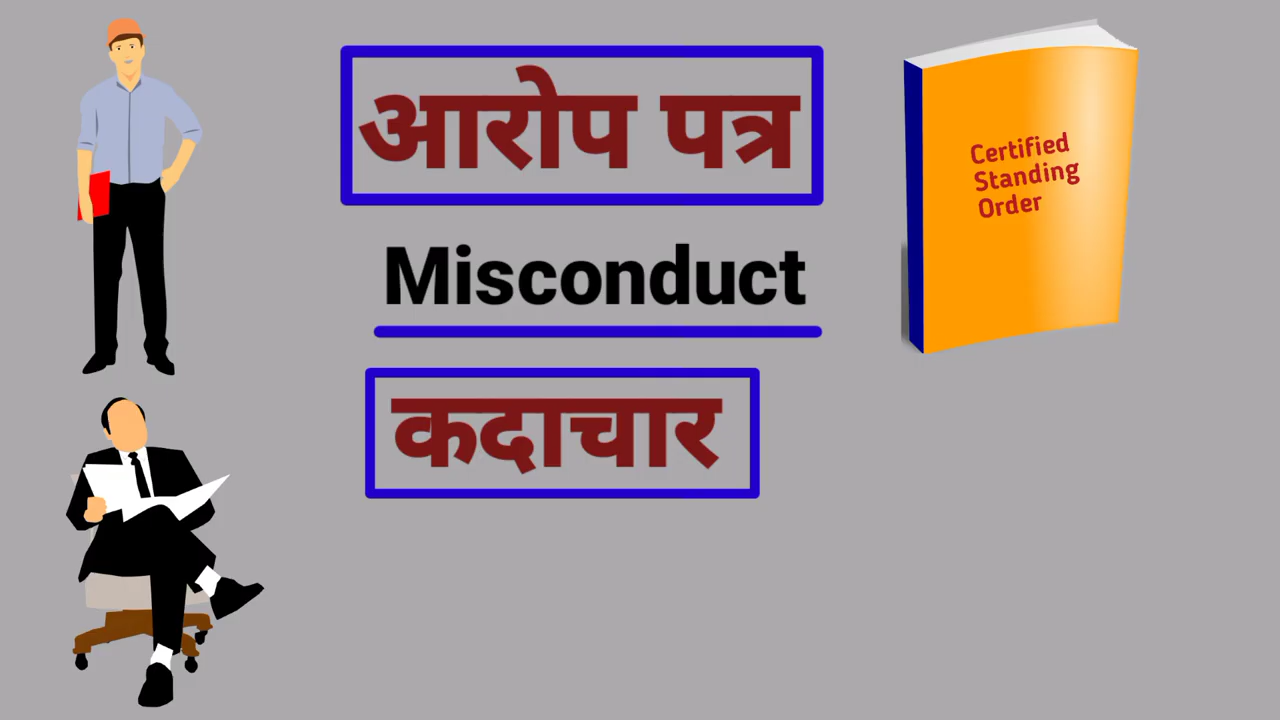 आरोप पत्र
Misconduct
कदाचार
Certified
Standing
Order